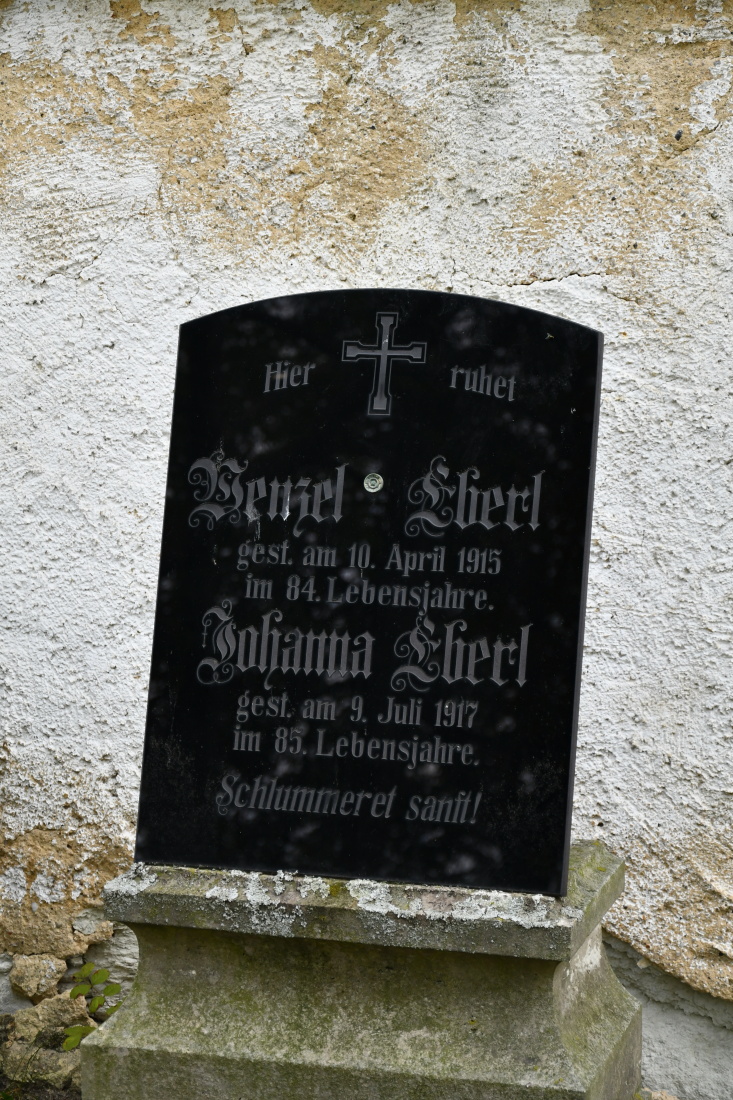 Hier ruhet
Wenzel Eberl
gest. am 10. April 1915
im 84. Lebensjahre.
Johanna Eberl
gest. am 9. Juli 1917
im 85. Lebensjahre.
Schlummeret sanft!